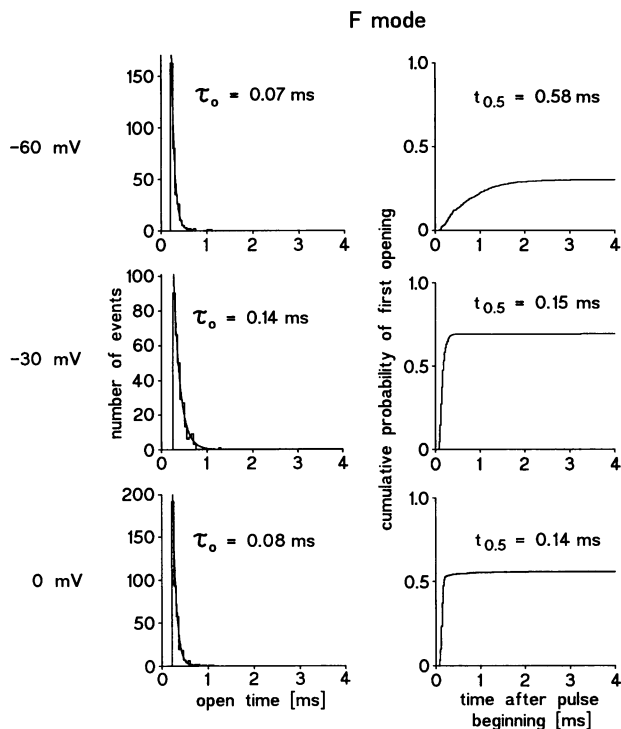 F mode
-60 mV
150
100
50
0
0 1 2 3 4
τo = 0.07 ms
1.0
0.5
0
0 1 2 3 4
t0.5 = 0.58 ms
-30 mV
100
80
60
40
20
0
0 1 2 3 4
τo = 0.14 ms
number of events
1.0
0.5
0
0 1 2 3 4
t0.5 = 0.15 ms
cumulative probability of first opening
0 mV
200
150
100
50
0
0 1 2 3 4
τo = 0.08 ms
open time [ms]
1.0
0.5
0
0 1 2 3 4
t0.5 = 0.14 ms
time after pulse
beginning [ms]